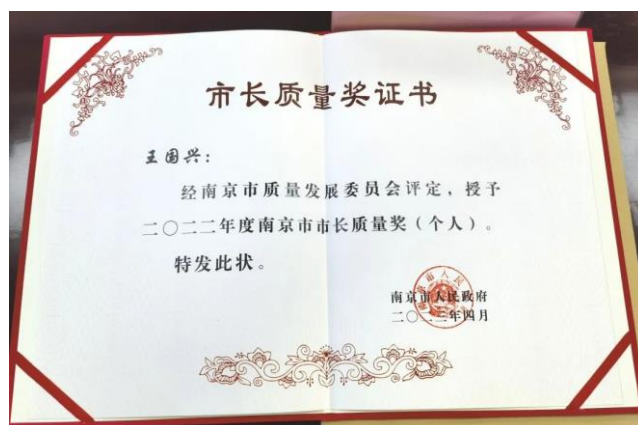 市长质量奖证书
王国兴：
经南京市质量发展委员会评定，授予
二〇二二年度南京市市长质量奖（个人）。
特发此状。
南京市人民政府
二〇二三年四月